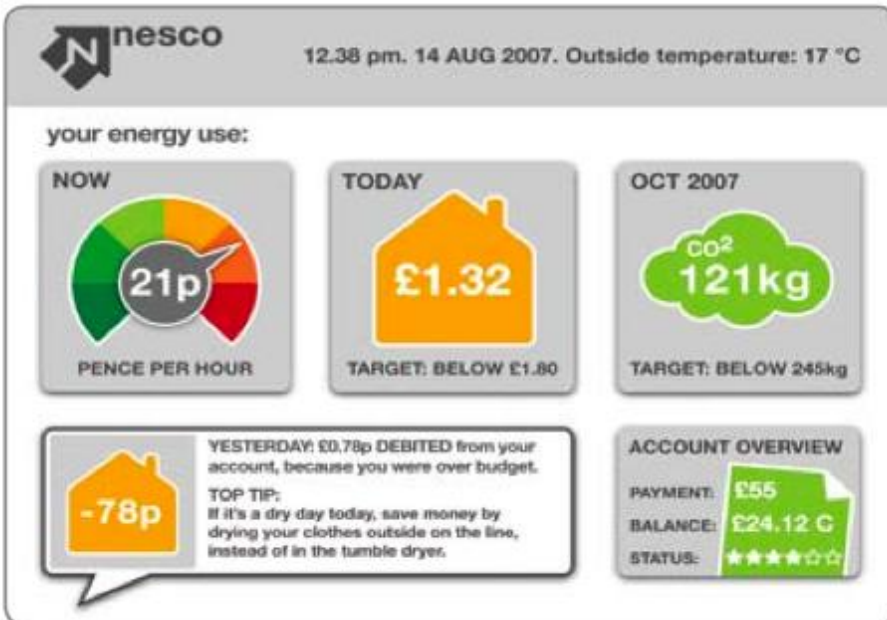 nesco
12.38 pm. 14 AUG 2007. Outside temperature: 17 °C
your energy use:
NOW
21p
PENCE PER HOUR
TODAY
£1.32
TARGET: BELOW £1.80
OCT 2007
CO²
121kg
TARGET: BELOW 245kg
-78p
YESTERDAY: £0.78p DEBITED from your
account, because you were over budget.
TOP TIP:
If it's a dry day today, save money by
drying your clothes outside on the line,
instead of in the tumble dryer.
ACCOUNT OVERVIEW
PAYMENT: £55
BALANCE: £24.12 C
STATUS: ★★★★☆☆